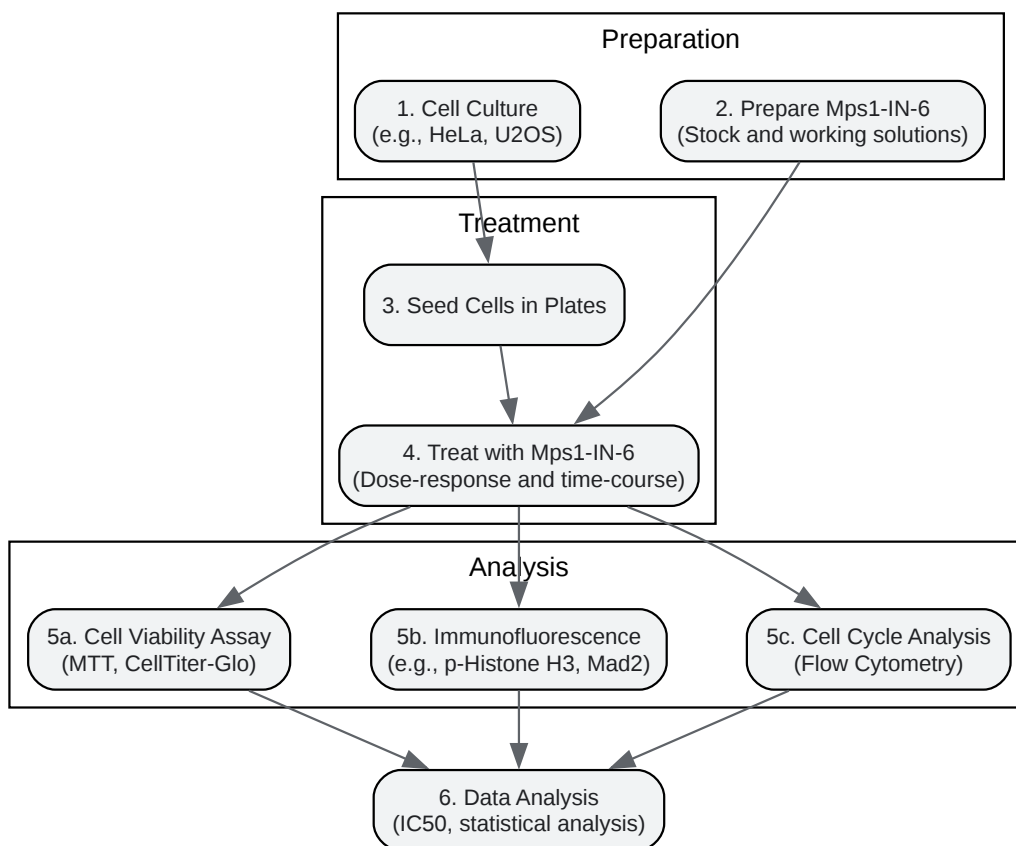 Preparation
1. Cell Culture
(e.g., HeLa, U2OS)
2. Prepare Mps1-IN-6
(Stock and working solutions)
Treatment
3. Seed Cells in Plates
4. Treat with Mps1-IN-6
(Dose-response and time-course)
Analysis
5a. Cell Viability Assay
(MTT, CellTiter-Glo)
5b. Immunofluorescence
(e.g., p-Histone H3, Mad2)
5c. Cell Cycle Analysis
(Flow Cytometry)
6. Data Analysis
(IC50, statistical analysis)